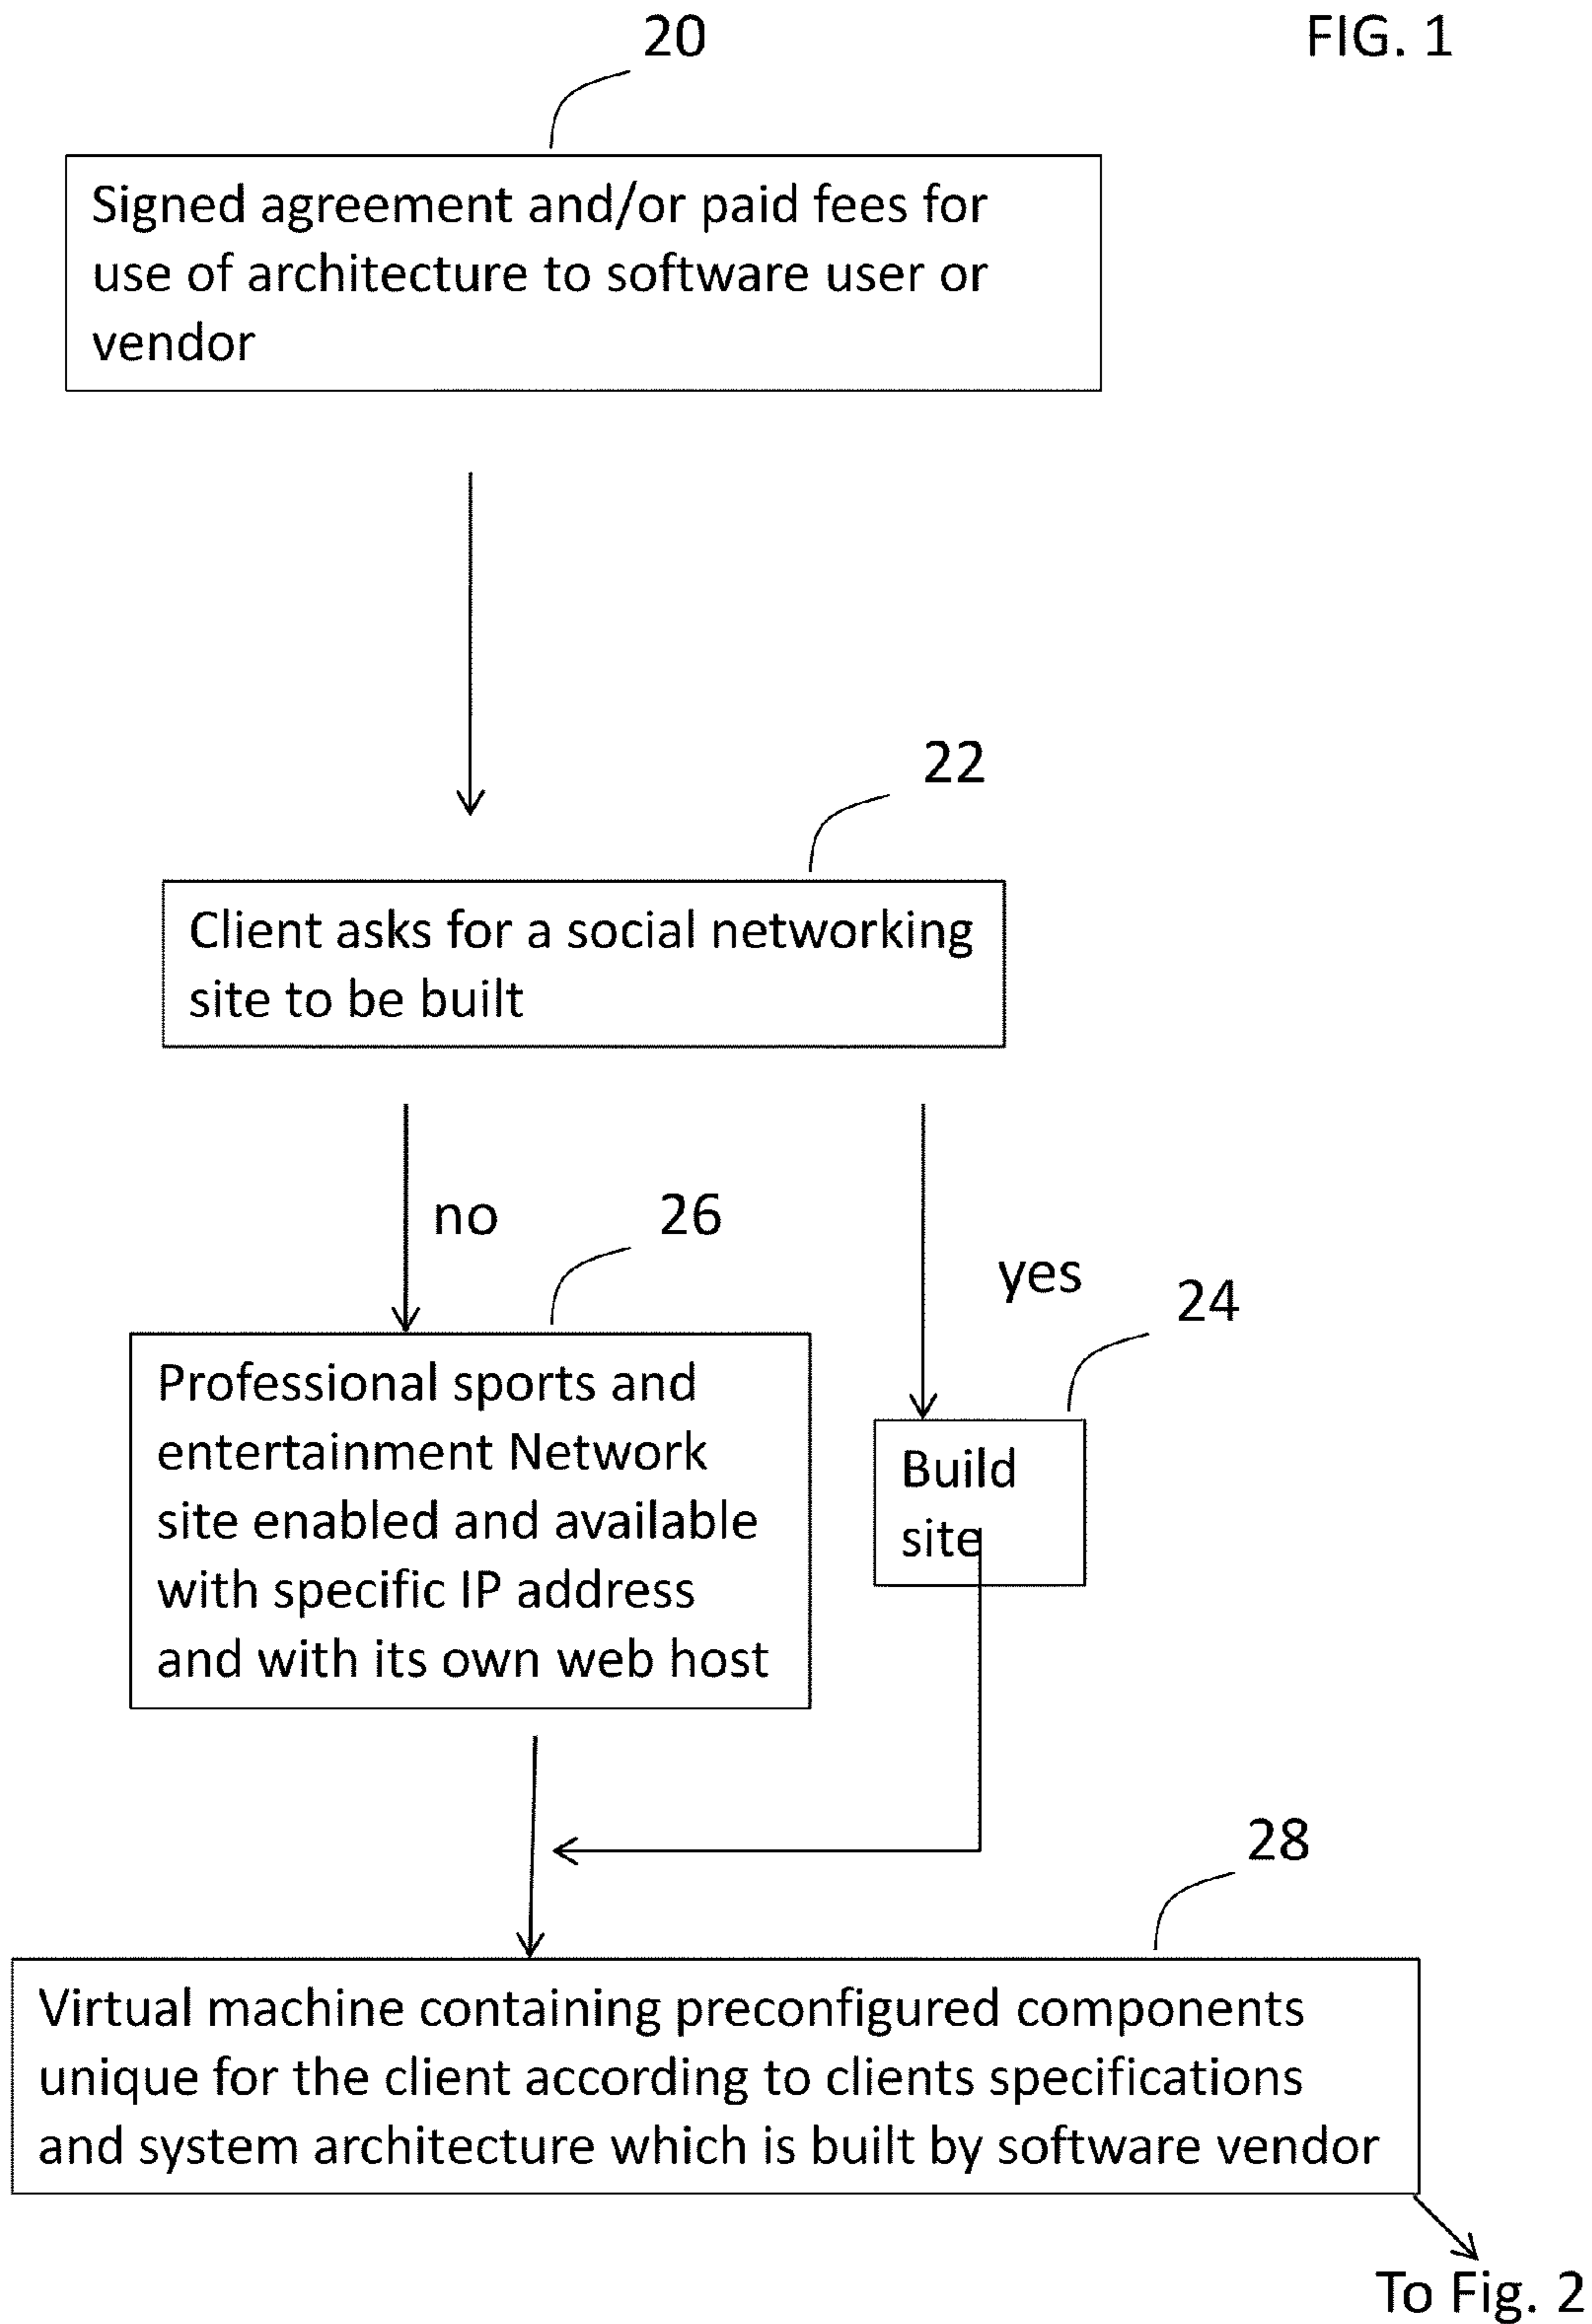 20
FIG. 1
Signed agreement and/or paid fees for
use of architecture to software user or
vendor
22
Client asks for a social networking
site to be built
no
26
yes
24
Professional sports and
entertainment Network
site enabled and available
with specific IP address
and with its own web host
Build
site
28
Virtual machine containing preconfigured components
unique for the client according to clients specifications
and system architecture which is built by software vendor
To Fig. 2